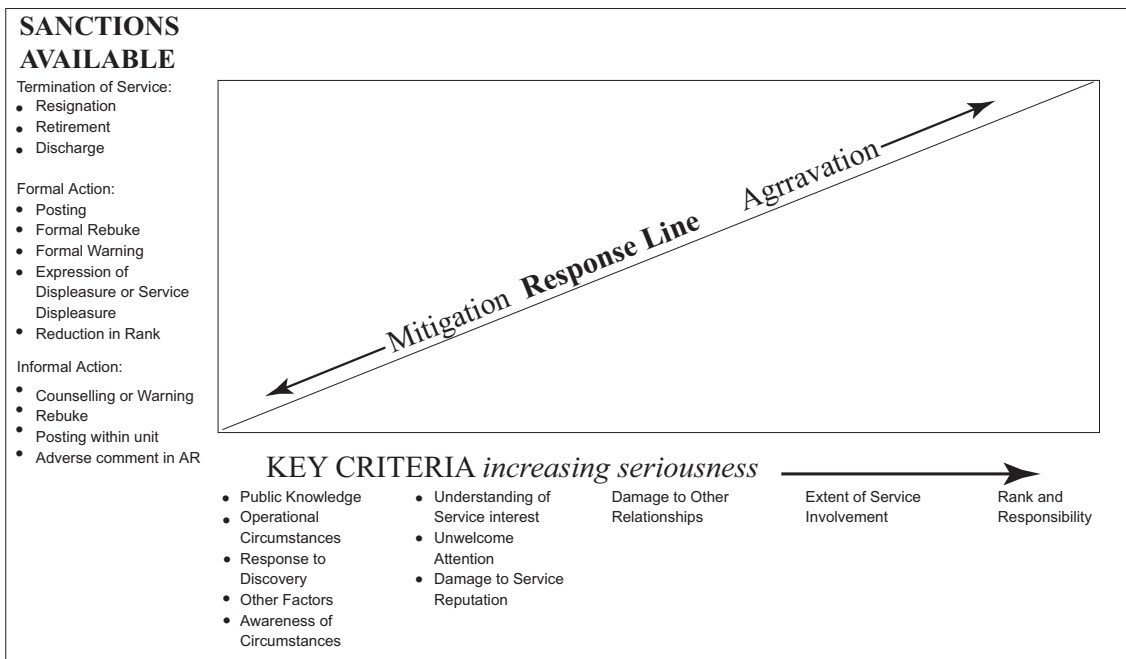 SANCTIONS
AVAILABLE
Termination of Service:
• Resignation
• Retirement
• Discharge
Formal Action:
• Posting
• Formal Rebuke
• Formal Warning
• Expression of
Displeasure or Service
Displeasure
• Reduction in Rank
Informal Action:
• Counselling or Warning
• Rebuke
• Posting within unit
• Adverse comment in AR
Mitigation Response Line Agrravation
KEY CRITERIA increasing seriousness
• Public Knowledge
• Operational
Circumstances
• Response to
Discovery
• Other Factors
• Awareness of
Circumstances
• Understanding of
Service interest
• Unwelcome
Attention
• Damage to Service
Reputation
Damage to Other
Relationships
Extent of Service
Involvement
Rank and
Responsibility